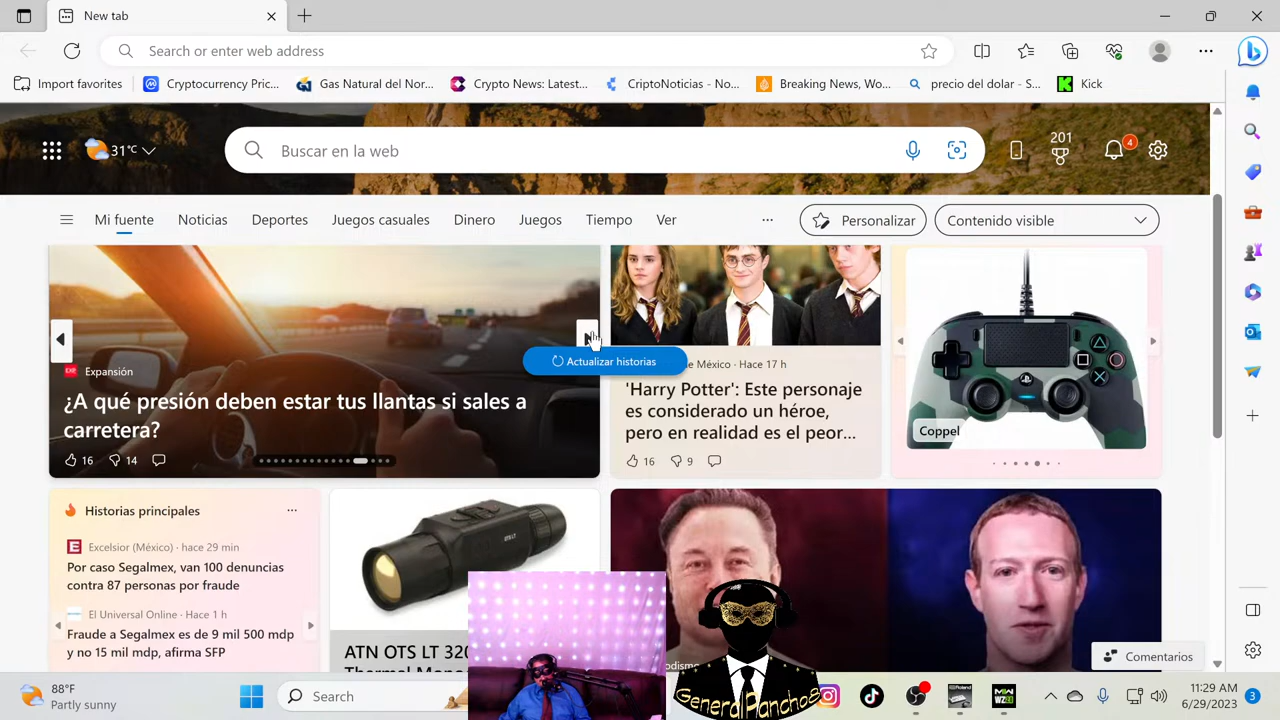 New tab
Search or enter web address
Import favorites
Cryptocurrency Pric...
Gas Natural del Nor...
Crypto News: Latest...
CriptoNoticias - No...
Breaking News, Wo...
precio del dolar - S...
Kick
31°C
Buscar en la web
201
4
Mi fuente
Noticias
Deportes
Juegos casuales
Dinero
Juegos
Tiempo
Ver
Personalizar
Contenido visible
Expansión
¿A qué presión deben estar tus llantas si sales a
carretera?
16
14
Actualizar historias
e México · Hace 17 h
'Harry Potter': Este personaje
es considerado un héroe,
pero en realidad es el peor...
16
9
Coppel
Historias principales
Excelsior (México) · hace 29 min
Por caso Segalmex, van 100 denuncias
contra 87 personas por fraude
El Universal Online · Hace 1 h
Fraude a Segalmex es de 9 mil 500 mdp
y no 15 mil mdp, afirma SFP
ATN OTS LT 320
Thermal Mono
odismo
Comentarios
GeneralPancho8
88°F
Partly sunny
Search
11:29 AM
6/29/2023
3